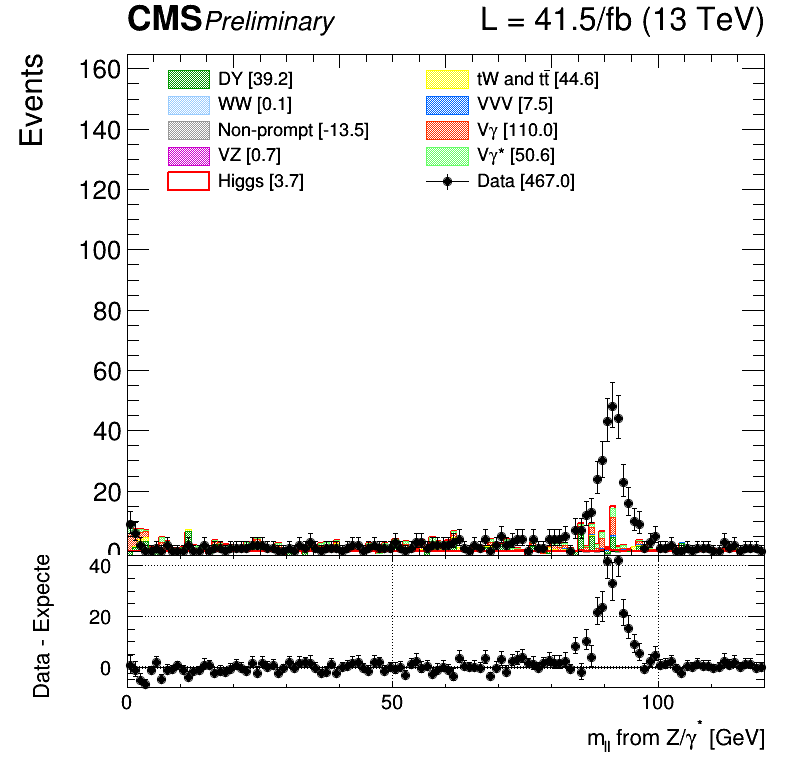 CMS Preliminary L = 41.5/fb (13 TeV)
Events
160
140
120
100
80
60
40
20
0
DY [39.2]
WW [0.1]
Non-prompt [-13.5]
VZ [0.7]
Higgs [3.7]
tW and tt̄ [44.6]
VVV [7.5]
Vγ [110.0]
Vγ* [50.6]
Data [467.0]
Data - Expecte
40
20
0
0 50 100
m_ll from Z/γ* [GeV]